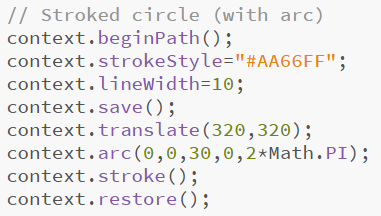 // Stroked circle (with arc)
context.beginPath();
context.strokeStyle="#AA66FF";
context.lineWidth=10;
context.save();
context.translate(320,320);
context.arc(0,0,30,0,2*Math.PI);
context.stroke();
context.restore();